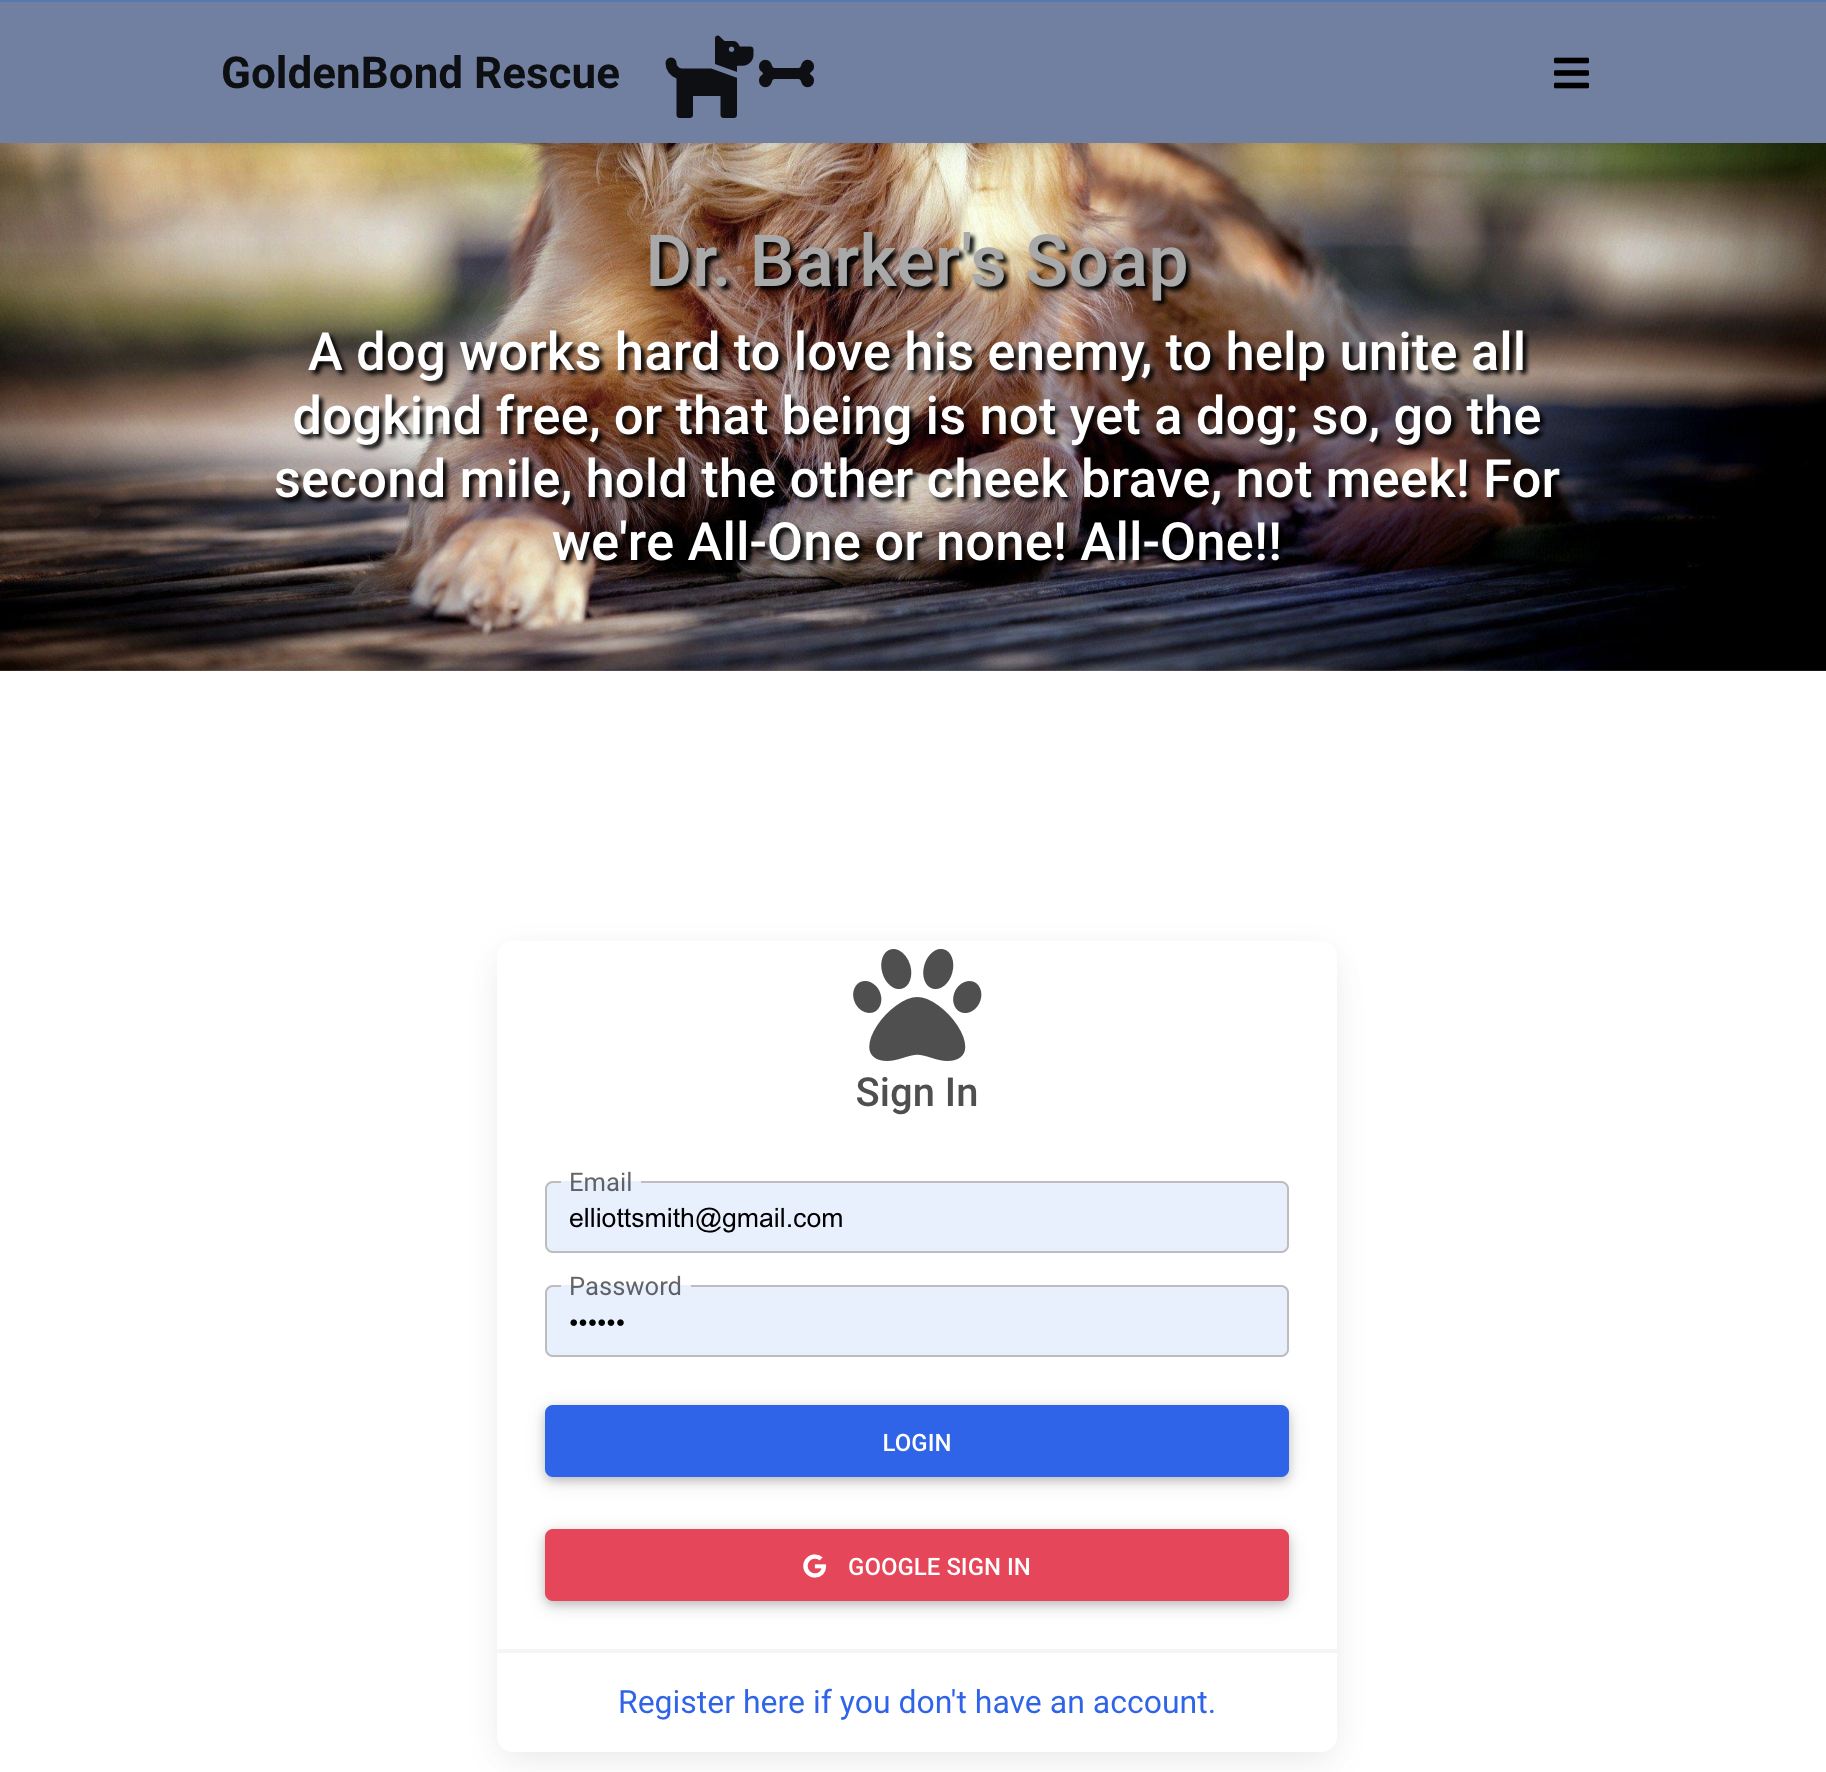 GoldenBond Rescue
Dr. Barker's Soap
A dog works hard to love his enemy, to help unite all
dogkind free, or that being is not yet a dog; so, go the
second mile, hold the other cheek brave, not meek! For
we're All-One or none! All-One!!
Sign In
Email
elliottsmith@gmail.com
Password
••••••
LOGIN
GOOGLE SIGN IN
Register here if you don't have an account.